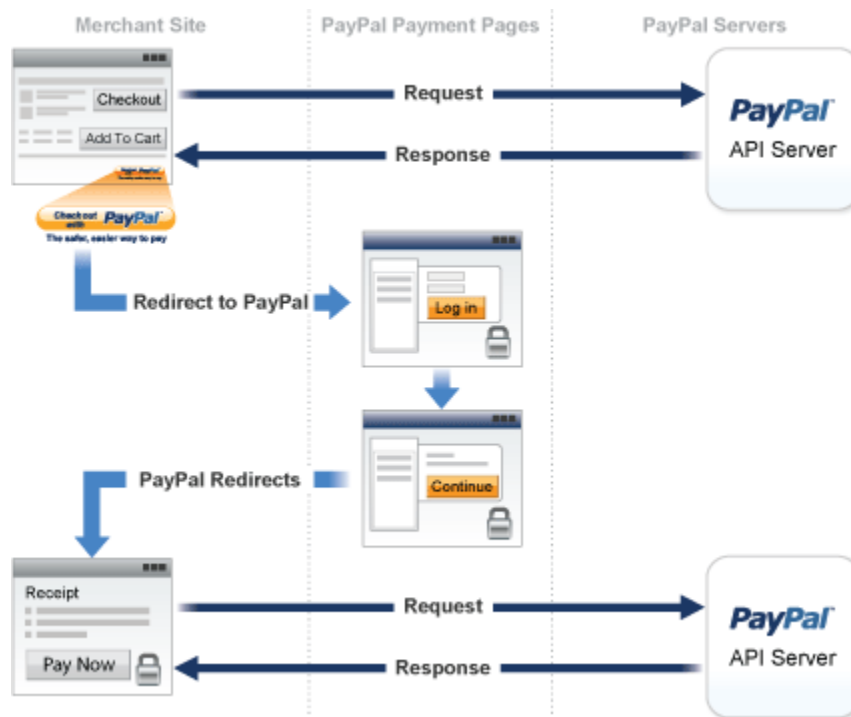 Merchant Site
PayPal Payment Pages
PayPal Servers
Checkout
Add To Cart
Request
Response
PayPal
API Server
Checkout
with
PayPal
The safer, easier way to pay
Redirect to PayPal
Log in
Continue
PayPal Redirects
Receipt
Pay Now
Request
Response
PayPal
API Server